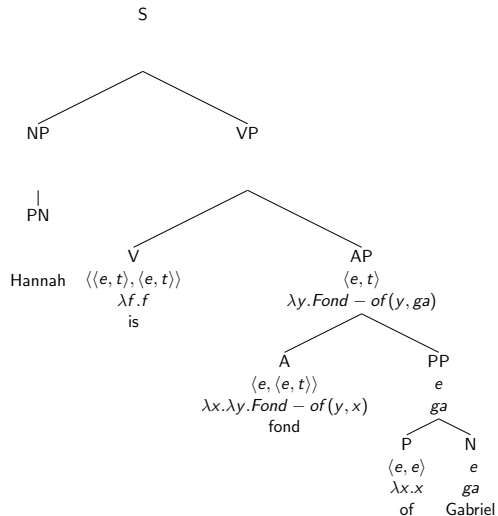 S
NP VP
PN
V AP
Hannah ⟨⟨e, t⟩, ⟨e, t⟩⟩ ⟨e, t⟩
λf.f λy.Fond − of(y, ga)
is
A PP
⟨e, ⟨e, t⟩⟩ e
λx.λy.Fond − of(y, x) ga
fond
P N
⟨e, e⟩ e
λx.x ga
of Gabriel